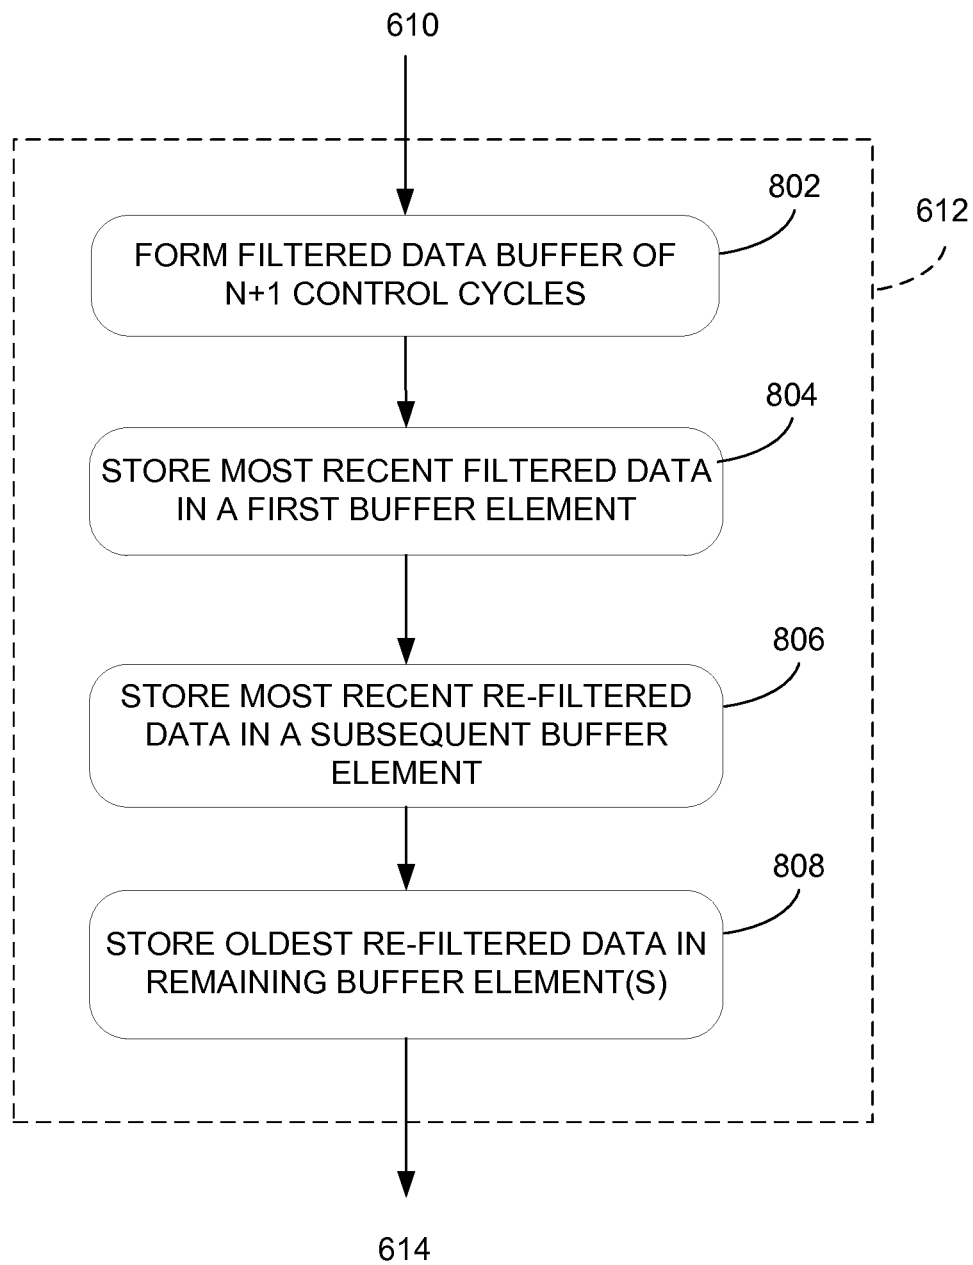 610
802
612
FORM FILTERED DATA BUFFER OF
N+1 CONTROL CYCLES
804
STORE MOST RECENT FILTERED DATA
IN A FIRST BUFFER ELEMENT
806
STORE MOST RECENT RE-FILTERED
DATA IN A SUBSEQUENT BUFFER
ELEMENT
808
STORE OLDEST RE-FILTERED DATA IN
REMAINING BUFFER ELEMENT(S)
614